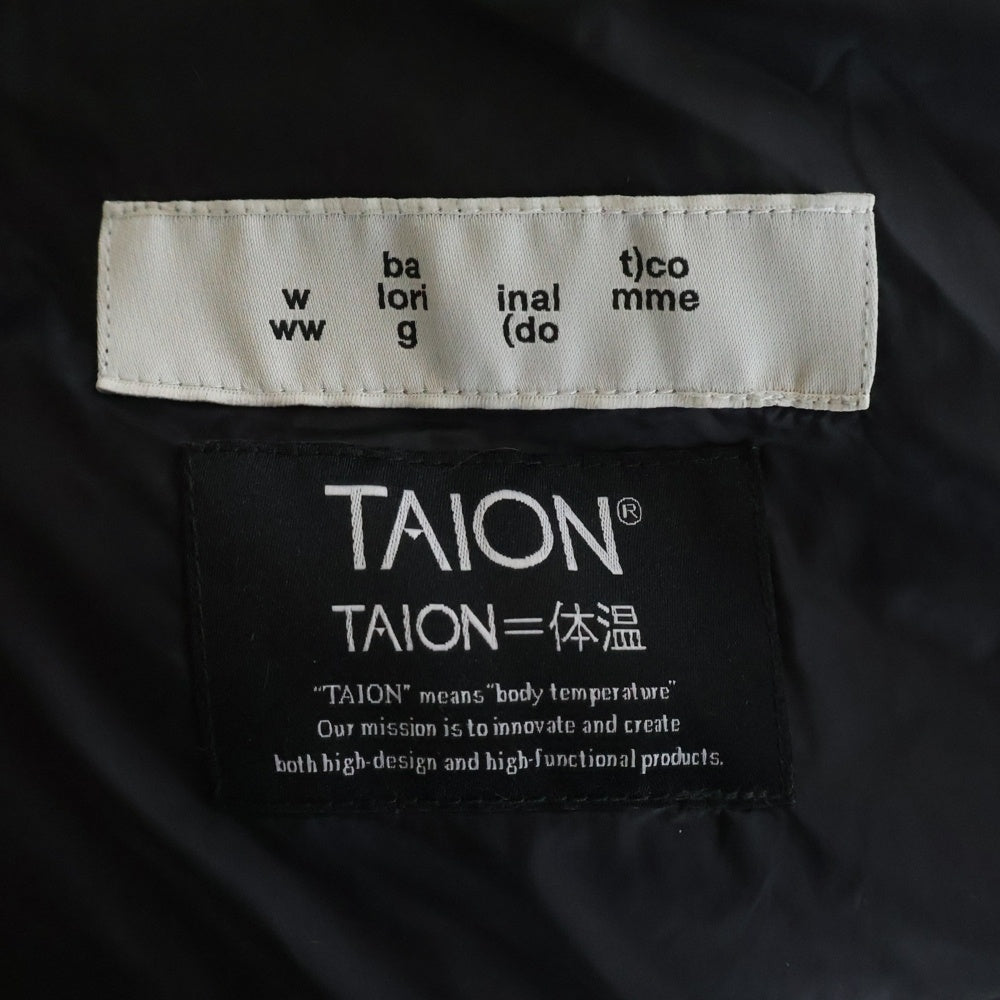 ba t)co
w lori inal mme
ww g (do
TAION®
TAION=体温
"TAION" means "body temperature"
Our mission is to innovate and create
both high-design and high-functional products.